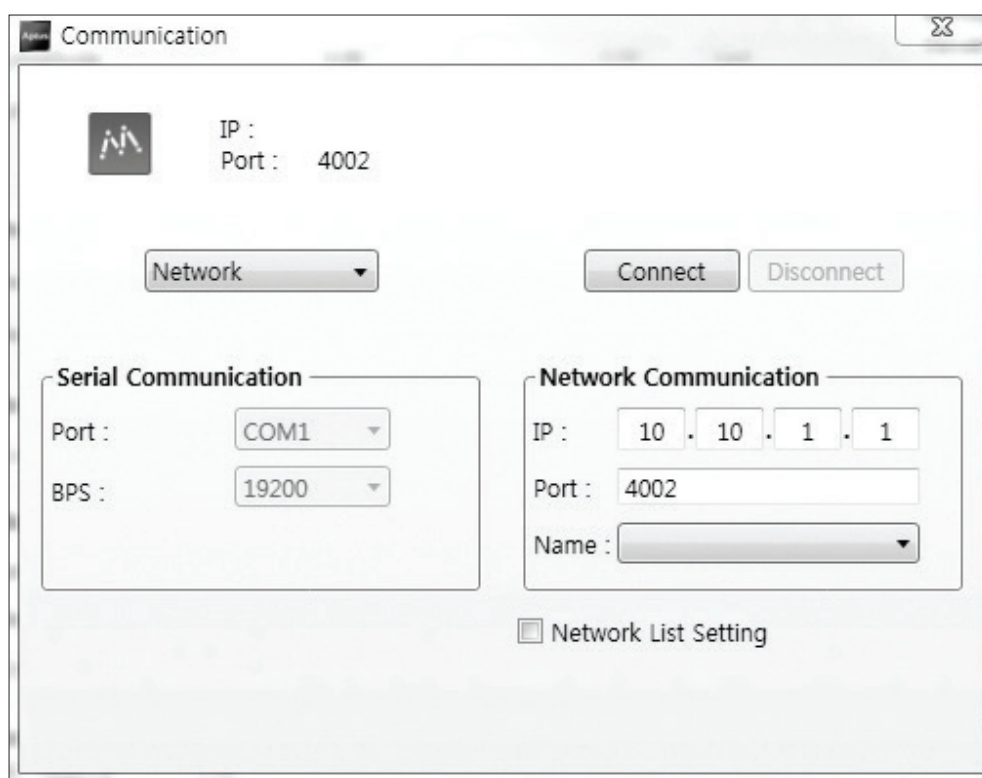 Communication
IP :
Port : 4002
Network
Connect Disconnect
Serial Communication
Port : COM1
BPS : 19200
Network Communication
IP : 10 . 10 . 1 . 1
Port : 4002
Name :
Network List Setting